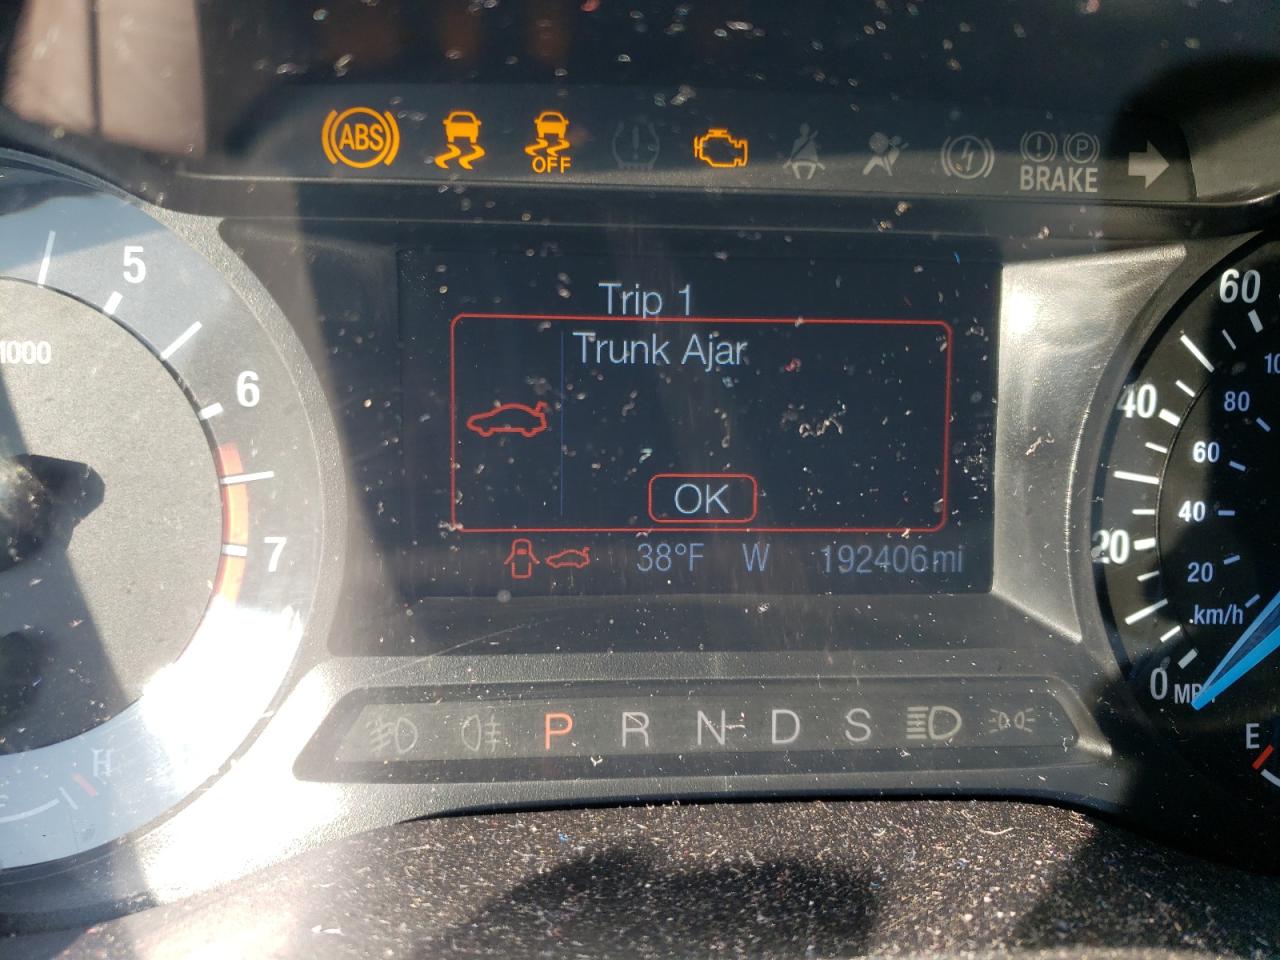 ABS
OFF
BRAKE
P
5
6
7
1000
H
Trip 1
Trunk Ajar
OK
38°F W 192406mi
P R N D S
60
40
20
0
MPH
80
60
40
20
km/h
E